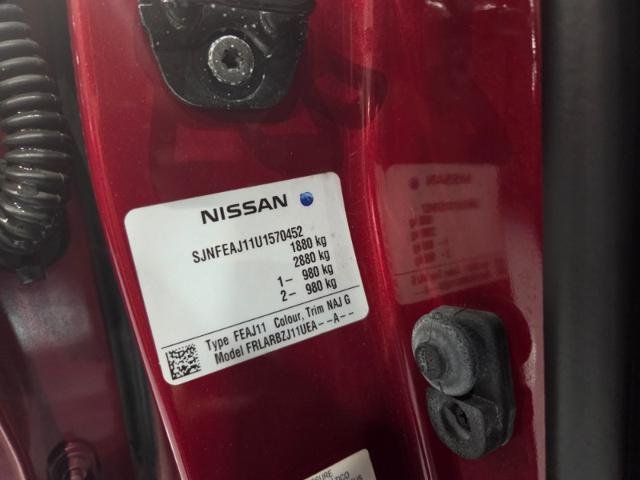 NISSAN
SJNFEAJ11U1570452
1880 kg
2880 kg
1- 980 kg
2- 980 kg
Type FEAJ11 Colour, Trim NAJ G
Model FRLARBZJ11UEA--A--
NISSAN